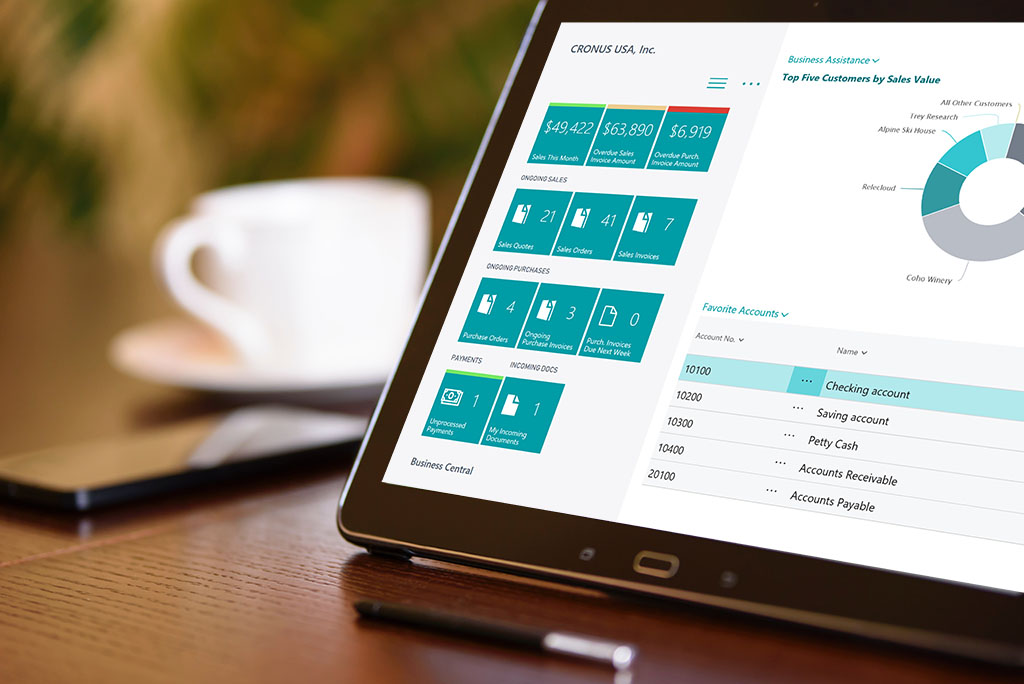 CRONUS USA, Inc.
$49,422
Sales This Month
$63,890
Overdue Sales
Invoice Amount
$6,919
Overdue Purch.
Invoice Amount
ONGOING SALES
21
Sales Quotes
41
Sales Orders
7
Sales Invoices
ONGOING PURCHASES
4
Purchase Orders
3
Ongoing
Purchase Invoices
0
Purch. Invoices
Due Next Week
PAYMENTS
1
Unprocessed
Payments
INCOMING DOCS
1
My Incoming
Documents
Business Central
Business Assistance
Top Five Customers by Sales Value
All Other Customers
Trey Research
Alpine Ski House
Relecloud
Coho Winery
Favorite Accounts
Account No.
Name
10100
Checking account
10200
Saving account
10300
Petty Cash
10400
Accounts Receivable
20100
Accounts Payable